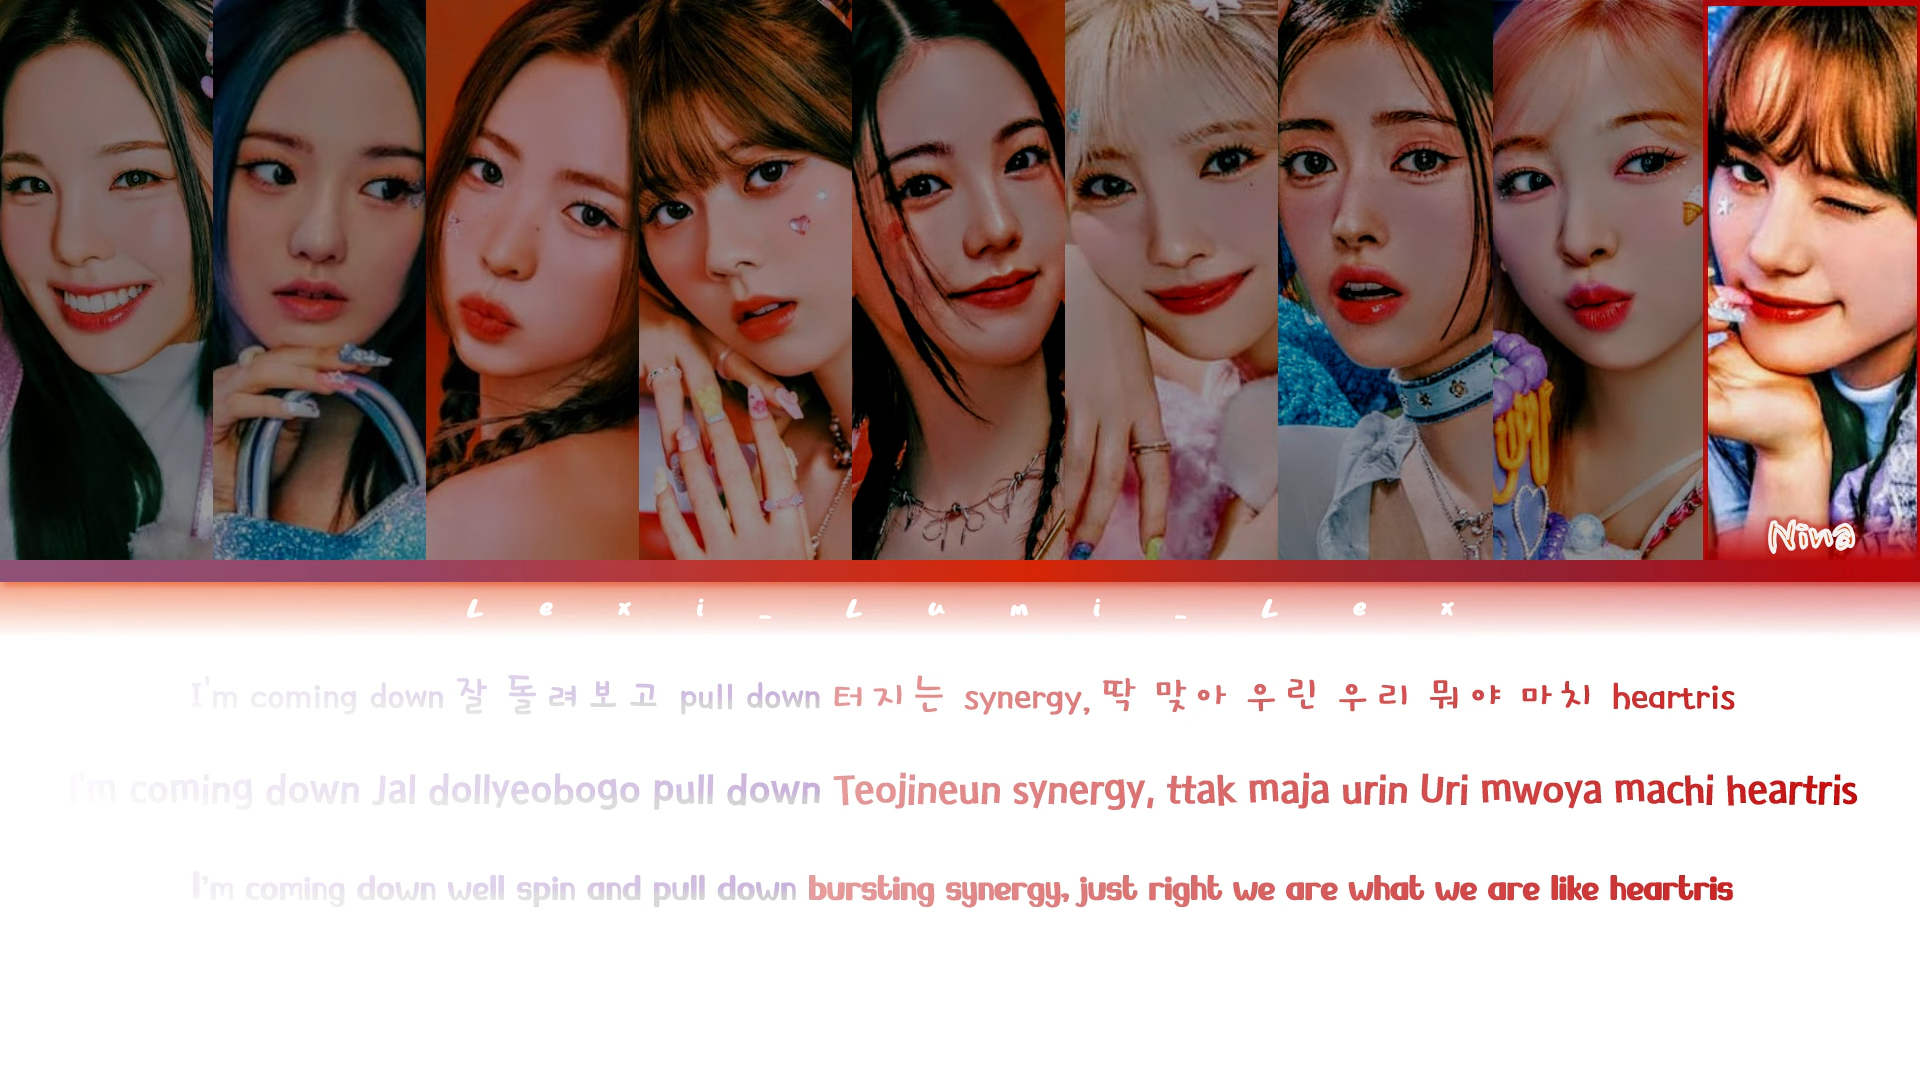 Nina
Lexi_Lumi_Lex
I'm coming down 잘 돌려보고 pull down 터지는 synergy, 딱 맞아 우린 우리 뭐야 마치 heartris
I'm coming down Jal dollyeobogo pull down Teojineun synergy, ttak maja urin Uri mwoya machi heartris
I'm coming down well spin and pull down bursting synergy, just right we are what we are like heartris